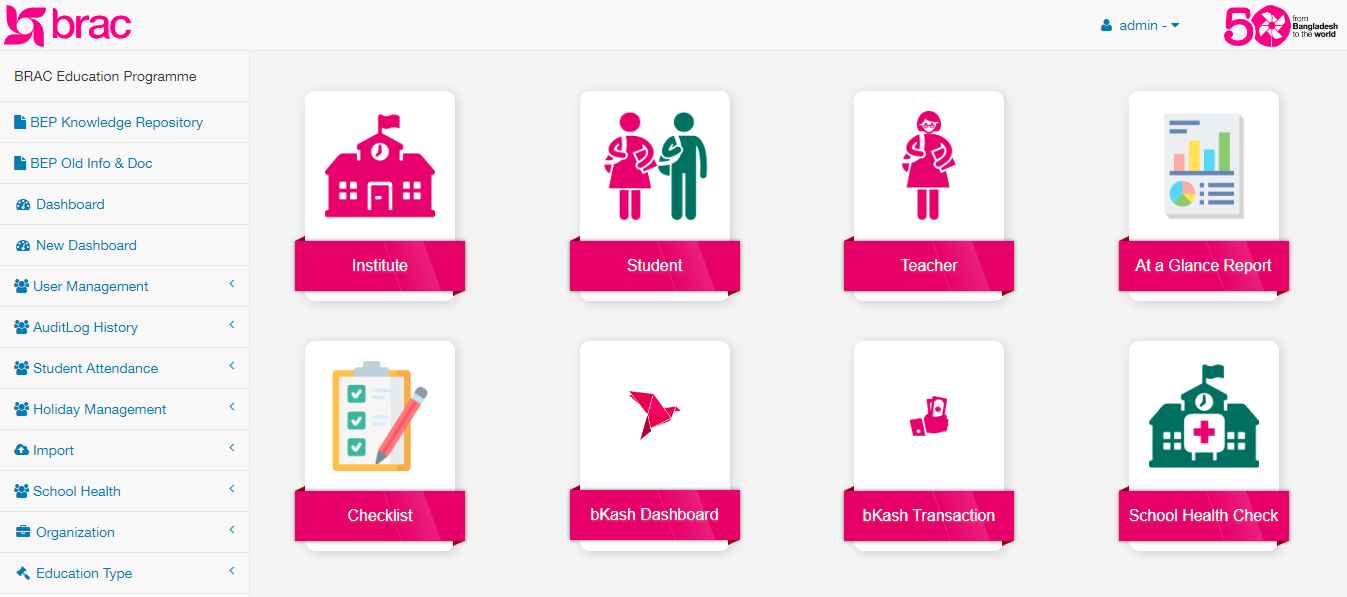 brac
admin -
50
from
Bangladesh
to the world
BRAC Education Programme
BEP Knowledge Repository
BEP Old Info & Doc
Dashboard
New Dashboard
User Management
AuditLog History
Student Attendance
Holiday Management
Import
School Health
Organization
Education Type
Institute
Student
Teacher
At a Glance Report
Checklist
bKash Dashboard
bKash Transaction
School Health Check